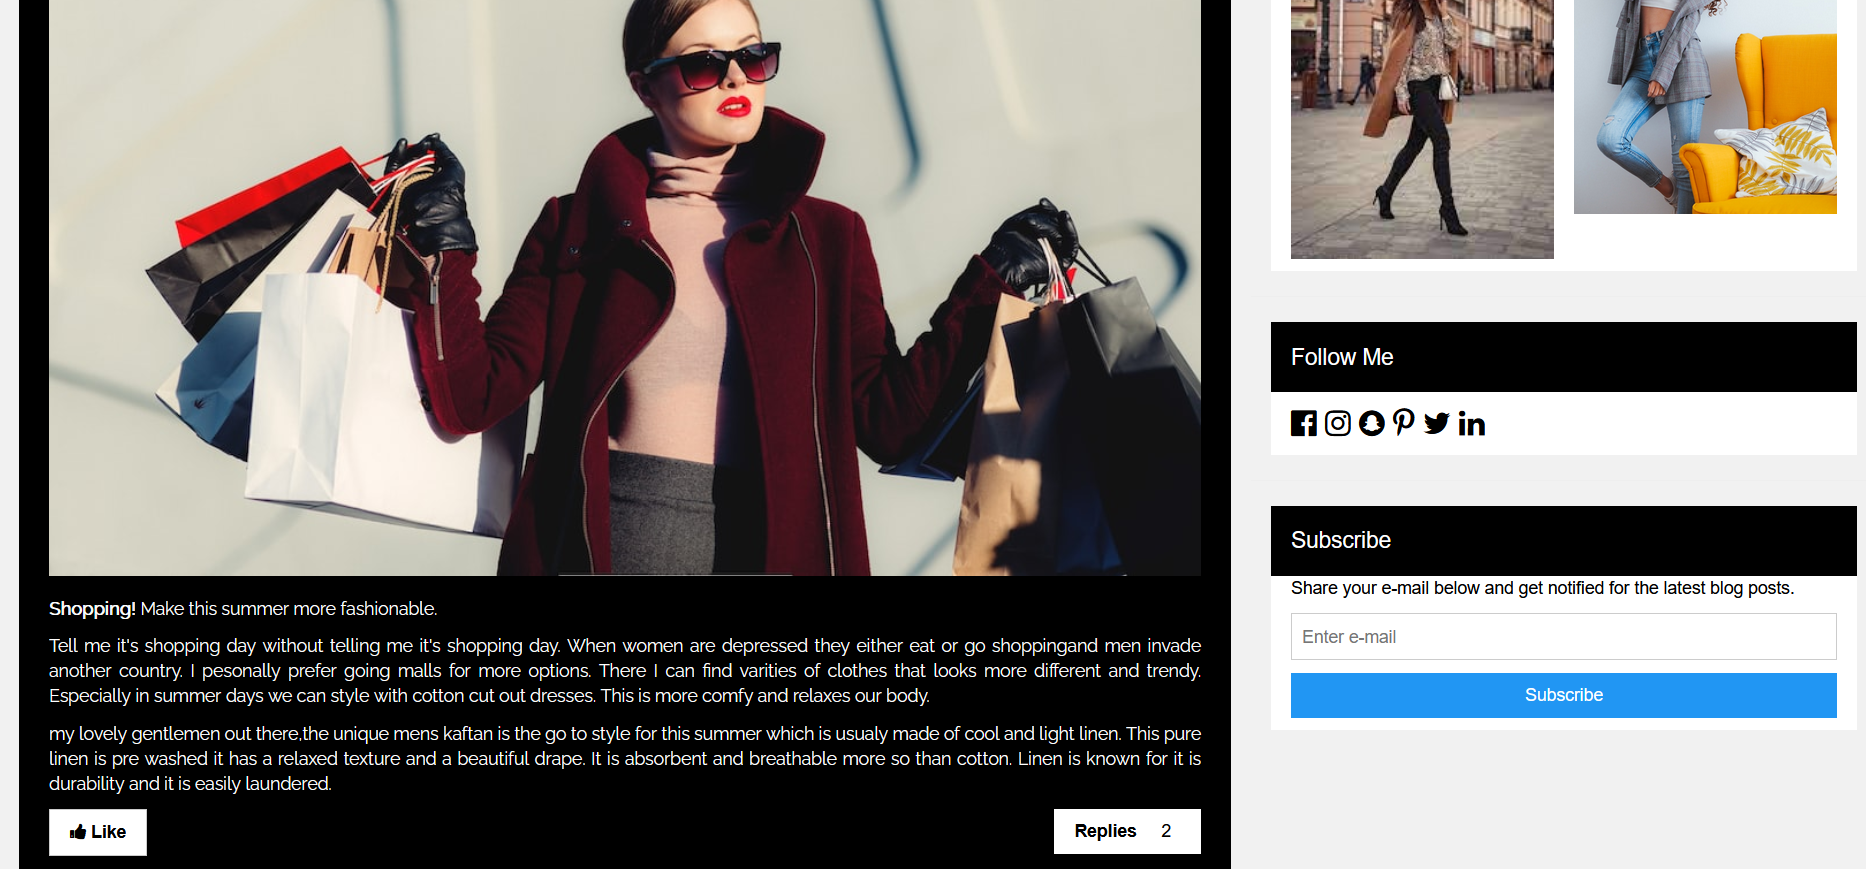 Shopping! Make this summer more fashionable.
Tell me it's shopping day without telling me it's shopping day. When women are depressed they either eat or go shoppingand men invade
another country. I pesonally prefer going malls for more options. There I can find varities of clothes that looks more different and trendy.
Especially in summer days we can style with cotton cut out dresses. This is more comfy and relaxes our body.
my lovely gentlemen out there,the unique mens kaftan is the go to style for this summer which is usualy made of cool and light linen. This pure
linen is pre washed it has a relaxed texture and a beautiful drape. It is absorbent and breathable more so than cotton. Linen is known for it is
durability and it is easily laundered.
Like
Replies 2
Follow Me
Subscribe
Share your e-mail below and get notified for the latest blog posts.
Enter e-mail
Subscribe